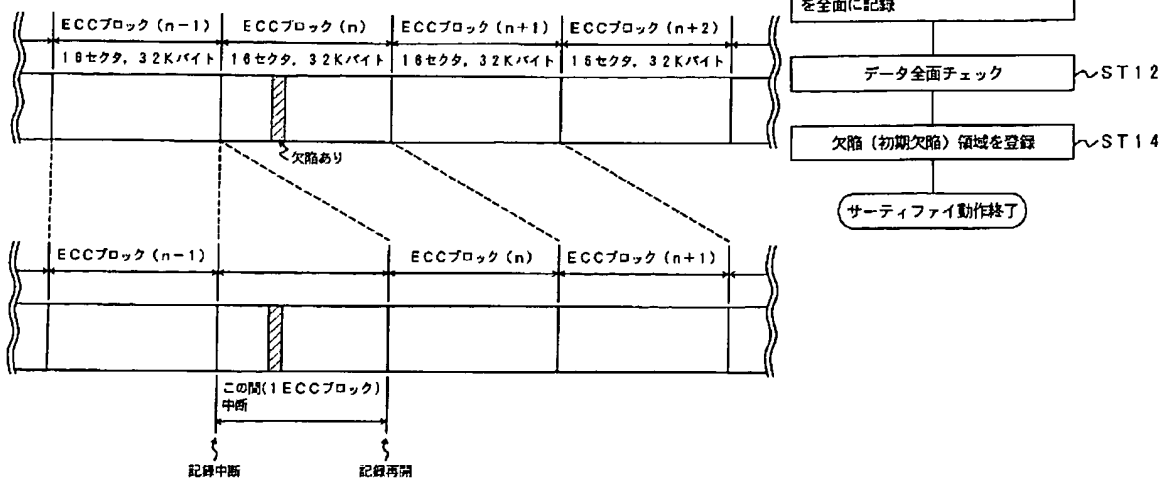 ECCブロック (n-1)
ECCブロック (n)
ECCブロック (n+1)
ECCブロック (n+2)
16セクタ, 32Kバイト
16セクタ, 32Kバイト
16セクタ, 32Kバイト
16セクタ, 32Kバイト
欠陥あり
ECCブロック (n-1)
ECCブロック (n)
ECCブロック (n+1)
この間(1ECCブロック)
中断
記録中断
記録再開
を全面に記録
データ全面チェック
ST12
欠陥 (初期欠陥) 領域を登録
ST14
サーティファイ動作終了